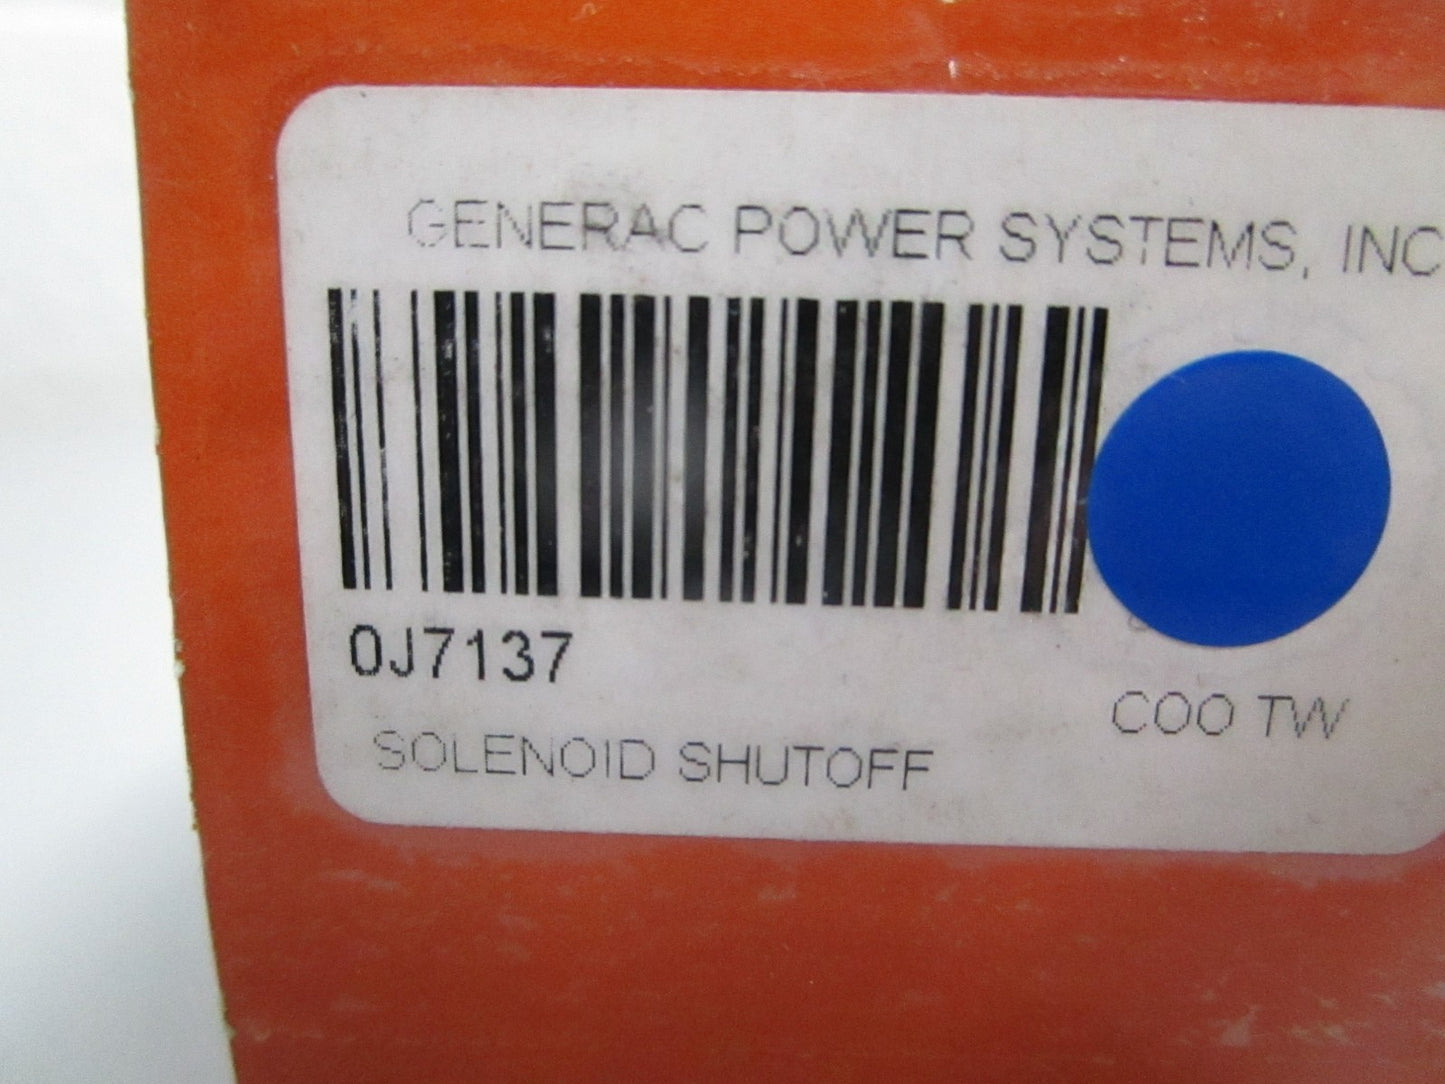 GENERAC POWER SYSTEMS, INC
0J7137
COO TW
SOLENOID SHUTOFF